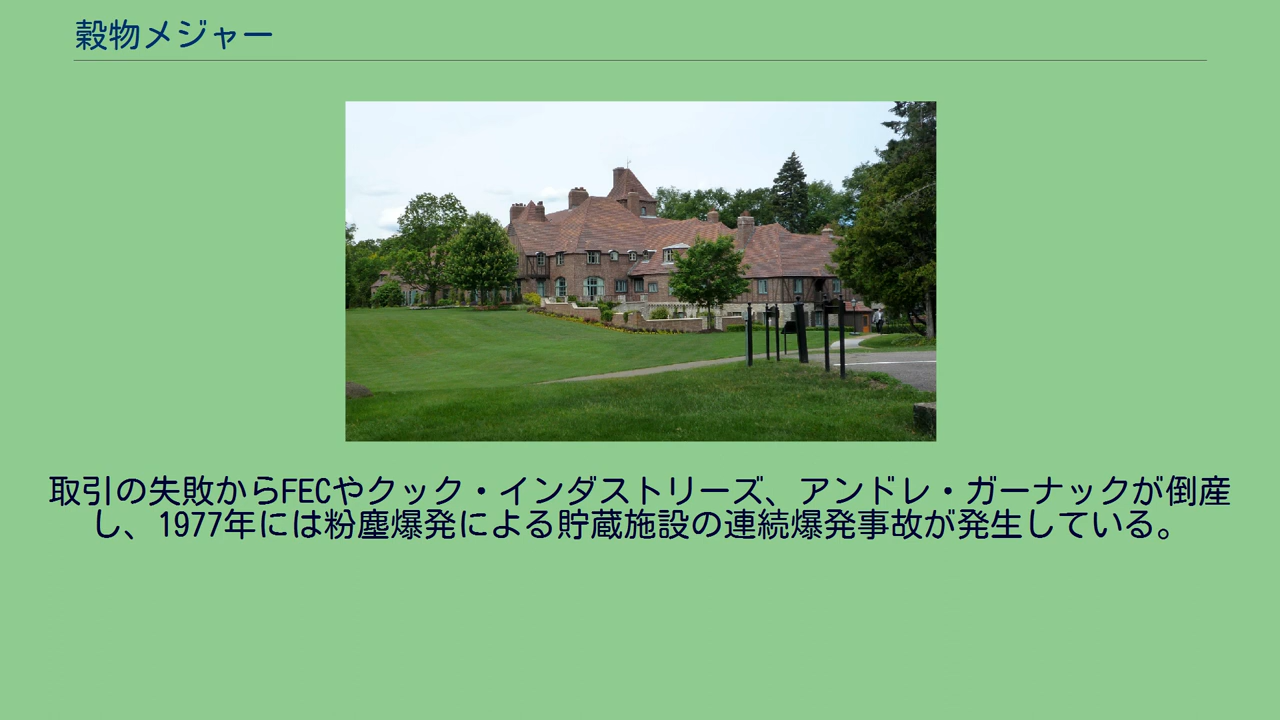 穀物メジャー
取引の失敗からFECやクック・インダストリーズ、アンドレ・ガーナックが倒産
し、1977年には粉塵爆発による貯蔵施設の連続爆発事故が発生している。